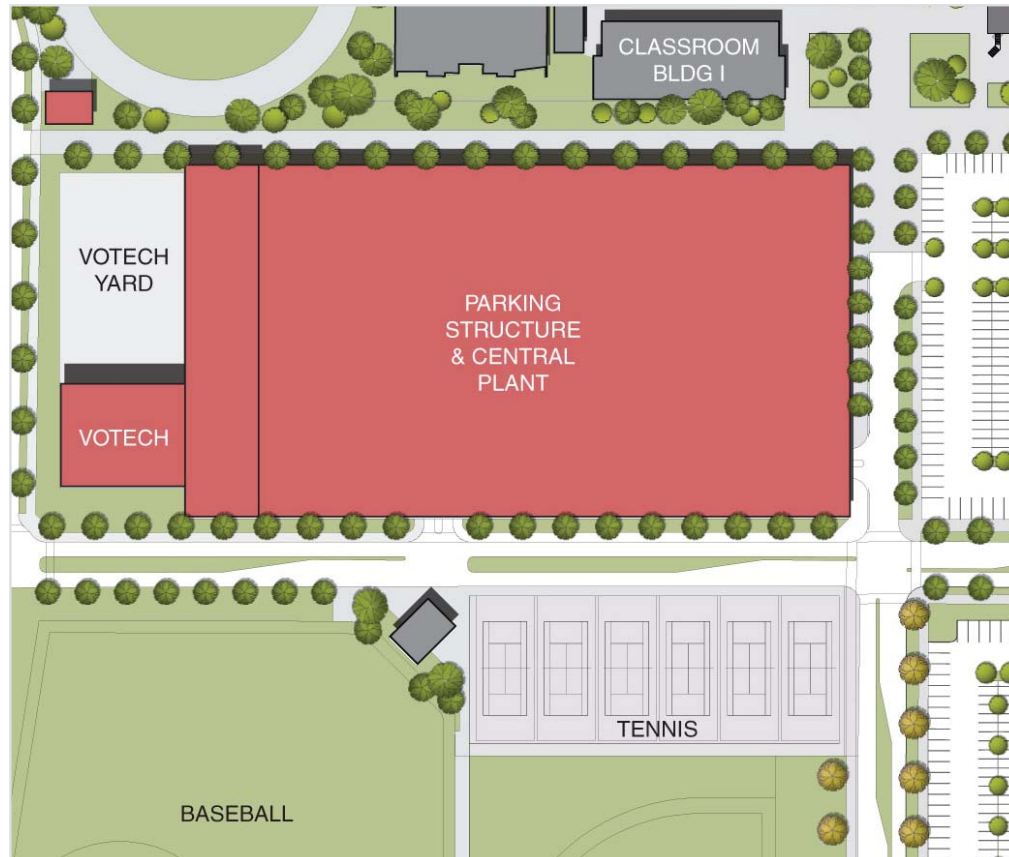 CLASSROOM
BLDG I
VOTECH
YARD
PARKING
STRUCTURE
& CENTRAL
PLANT
VOTECH
TENNIS
BASEBALL